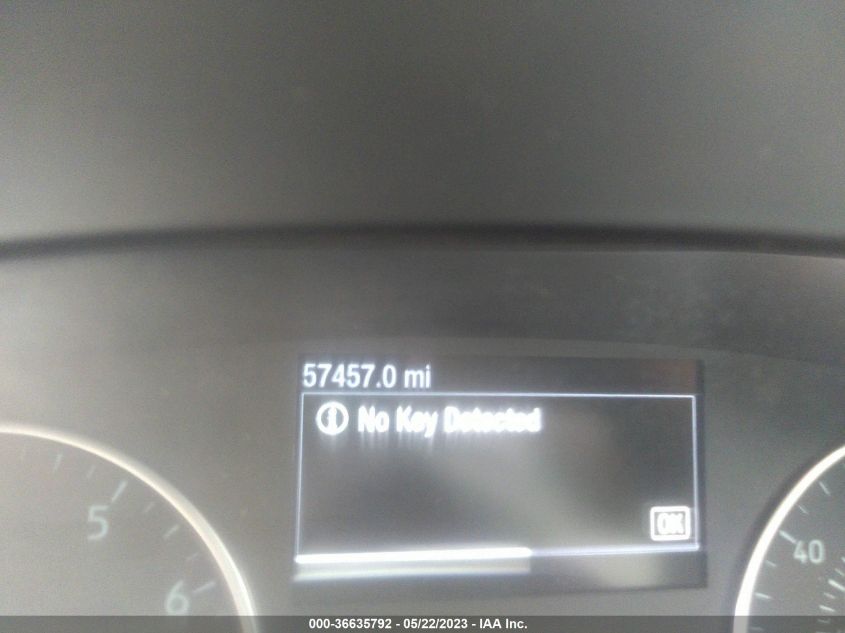 57457.0 mi
No Key Detected
OK
5
6
40
000-36635792 - 05/22/2023 - IAA Inc.